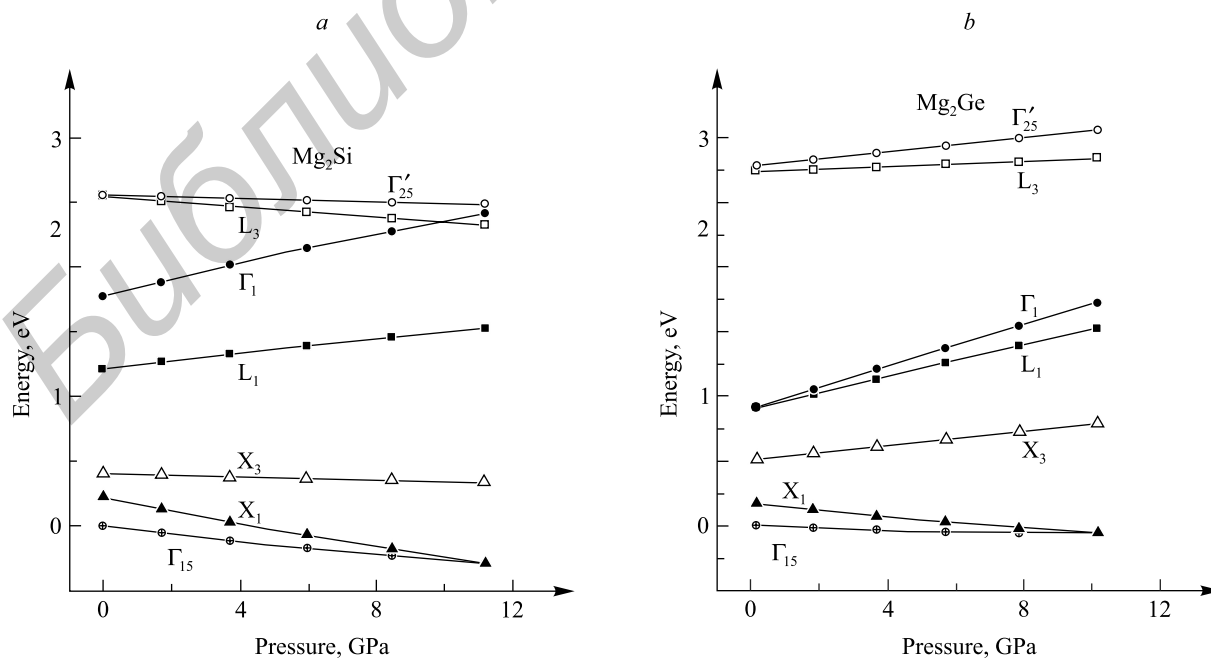 a
b
Библио
Mg₂Si
Mg₂Ge
3
2
1
0
Energy, eV
Γ′₂₅
L₃
Γ₁
L₁
X₃
X₁
Γ₁₅
0
4
8
12
Pressure, GPa
3
2
1
0
Energy, eV
Γ′₂₅
L₃
Γ₁
L₁
X₃
X₁
Γ₁₅
0
4
8
12
Pressure, GPa